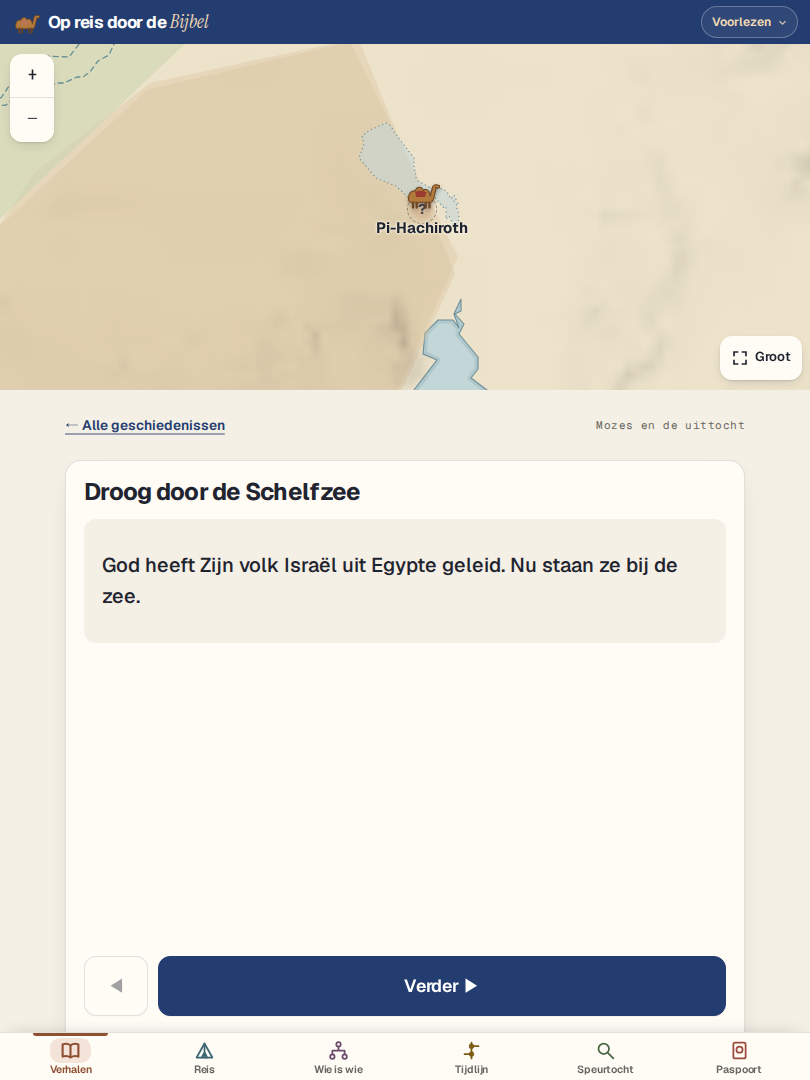 Op reis door de Bijbel
Voorlezen
+
−
?
Pi-Hachiroth
Groot
← Alle geschiedenissen
Mozes en de uittocht
Droog door de Schelfzee
God heeft Zijn volk Israël uit Egypte geleid. Nu staan ze bij de
zee.
◀
Verder ▶
Verhalen
Reis
Wie is wie
Tijdlijn
Speurtocht
Paspoort